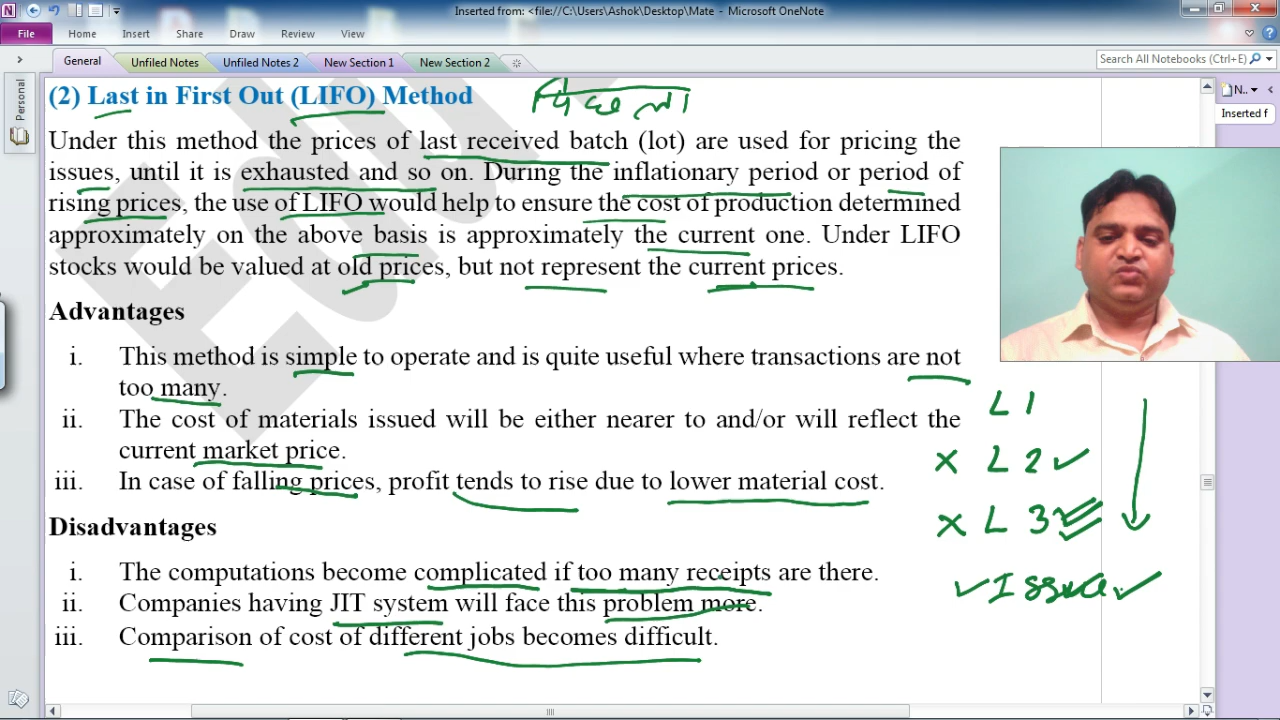 Inserted from: <file://C:\Users\Ashok\Desktop\Mate - Microsoft OneNote
File Home Insert Share Draw Review View
General Unfiled Notes Unfiled Notes 2 New Section 1 New Section 2
Search All Notebooks (Ctrl+E)
Personal
N..
Inserted f
(2) Last in First Out (LIFO) Method
Under this method the prices of last received batch (lot) are used for pricing the
issues, until it is exhausted and so on. During the inflationary period or period of
rising prices, the use of LIFO would help to ensure the cost of production determined
approximately on the above basis is approximately the current one. Under LIFO
stocks would be valued at old prices, but not represent the current prices.
Advantages
i. This method is simple to operate and is quite useful where transactions are not
too many.
ii. The cost of materials issued will be either nearer to and/or will reflect the
current market price.
iii. In case of falling prices, profit tends to rise due to lower material cost.
Disadvantages
i. The computations become complicated if too many receipts are there.
ii. Companies having JIT system will face this problem more.
iii. Comparison of cost of different jobs becomes difficult.
L 1
X L 2 ✓
X L 3
✓ Issue ✓